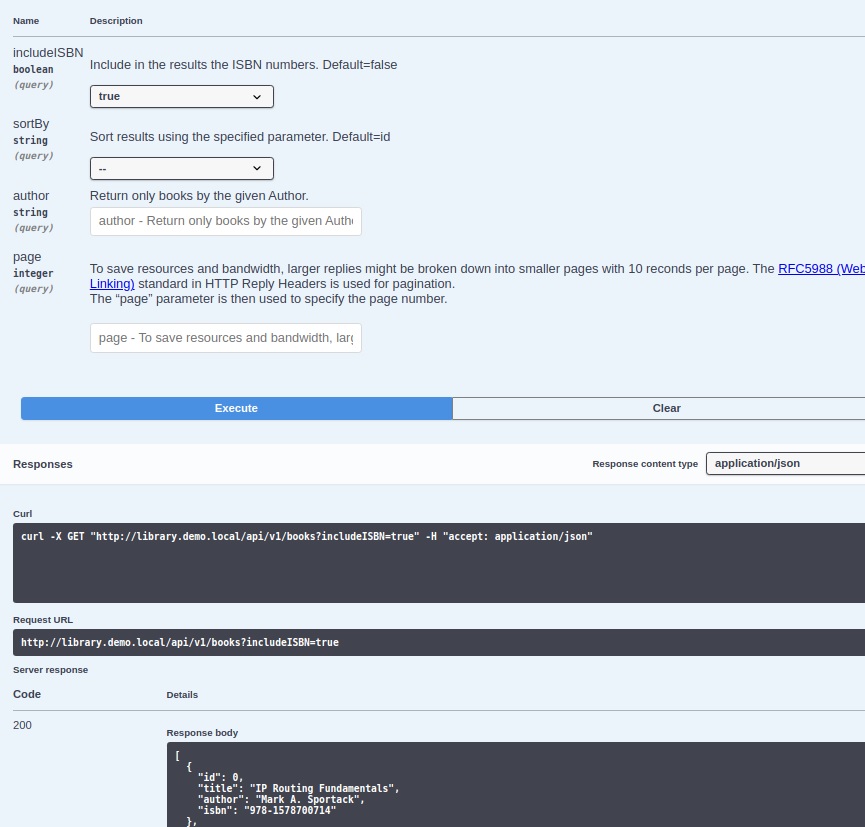 Name Description
includeISBN
boolean
(query)
Include in the results the ISBN numbers. Default=false
true
sortBy
string
(query)
Sort results using the specified parameter. Default=id
--
author
string
(query)
Return only books by the given Author.
author - Return only books by the given Autho
page
integer
(query)
To save resources and bandwidth, larger replies might be broken down into smaller pages with 10 records per page. The RFC5988 (Web
Linking) standard in HTTP Reply Headers is used for pagination.
The “page” parameter is then used to specify the page number.
page - To save resources and bandwidth, larg
Execute Clear
Responses Response content type application/json
Curl
curl -X GET "http://library.demo.local/api/v1/books?includeISBN=true" -H "accept: application/json"
Request URL
http://library.demo.local/api/v1/books?includeISBN=true
Server response
Code Details
200
Response body
[
{
"id": 0,
"title": "IP Routing Fundamentals",
"author": "Mark A. Sportack",
"isbn": "978-1578700714"
},